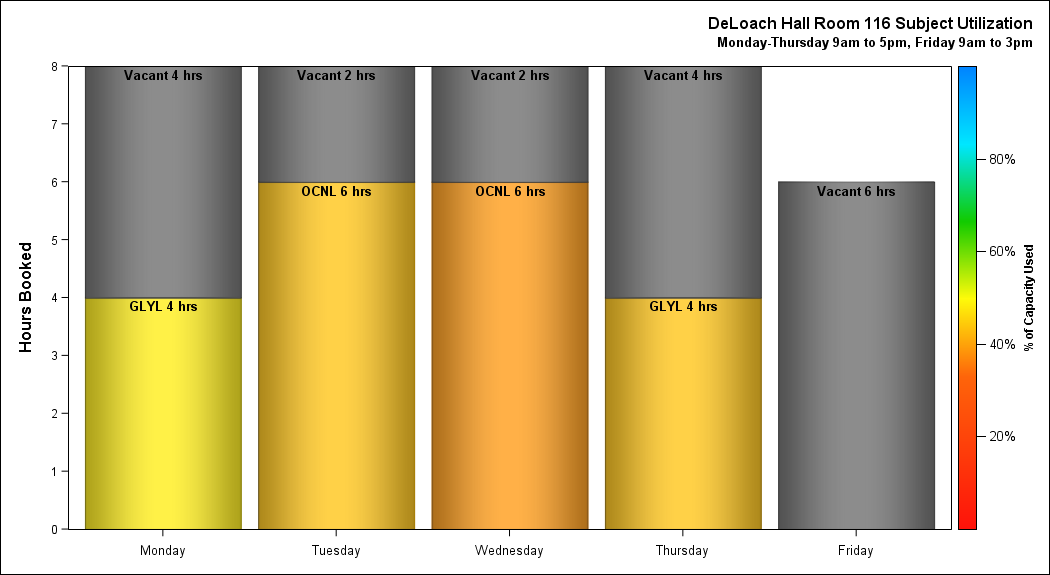 DeLoach Hall Room 116 Subject Utilization
Monday-Thursday 9am to 5pm, Friday 9am to 3pm
Hours Booked
8
7
6
5
4
3
2
1
0
Vacant 4 hrs
GLYL 4 hrs
Vacant 2 hrs
OCNL 6 hrs
Vacant 2 hrs
OCNL 6 hrs
Vacant 4 hrs
GLYL 4 hrs
Vacant 6 hrs
Monday
Tuesday
Wednesday
Thursday
Friday
80%
60%
40%
20%
% of Capacity Used